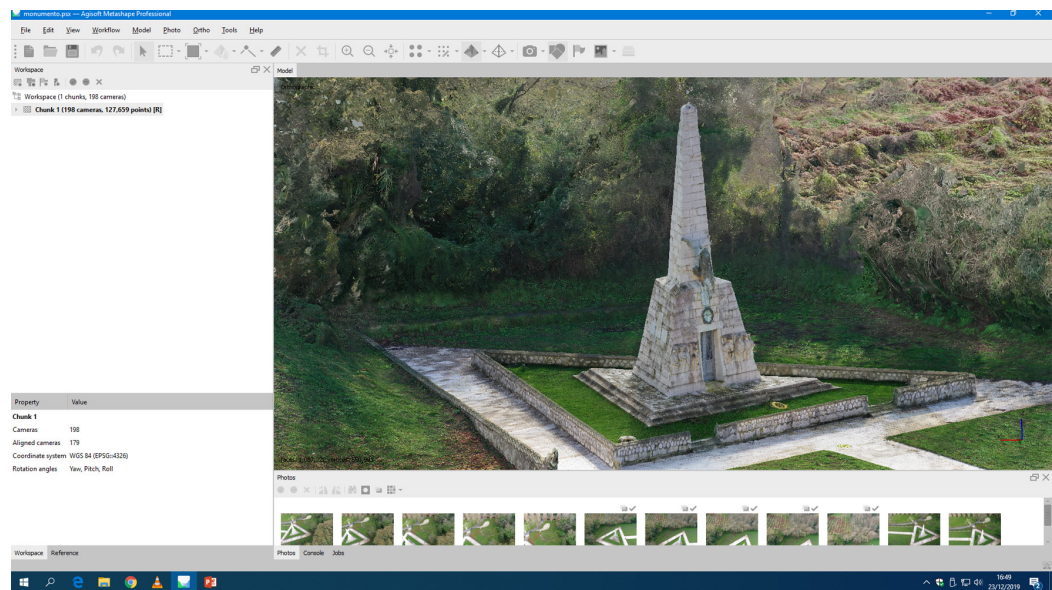 monumento.psx — Agisoft Metashape Professional
File Edit View Workflow Model Photo Ortho Tools Help
Workspace
Model
Workspace (1 chunks, 198 cameras)
Chunk 1 (198 cameras, 127,659 points) [R]
Property Value
Chunk 1
Cameras 198
Aligned cameras 179
Coordinate system WGS 84 (EPSG::4326)
Rotation angles Yaw, Pitch, Roll
Photos
Workspace Reference
Photos Console Jobs
16:49
23/12/2019